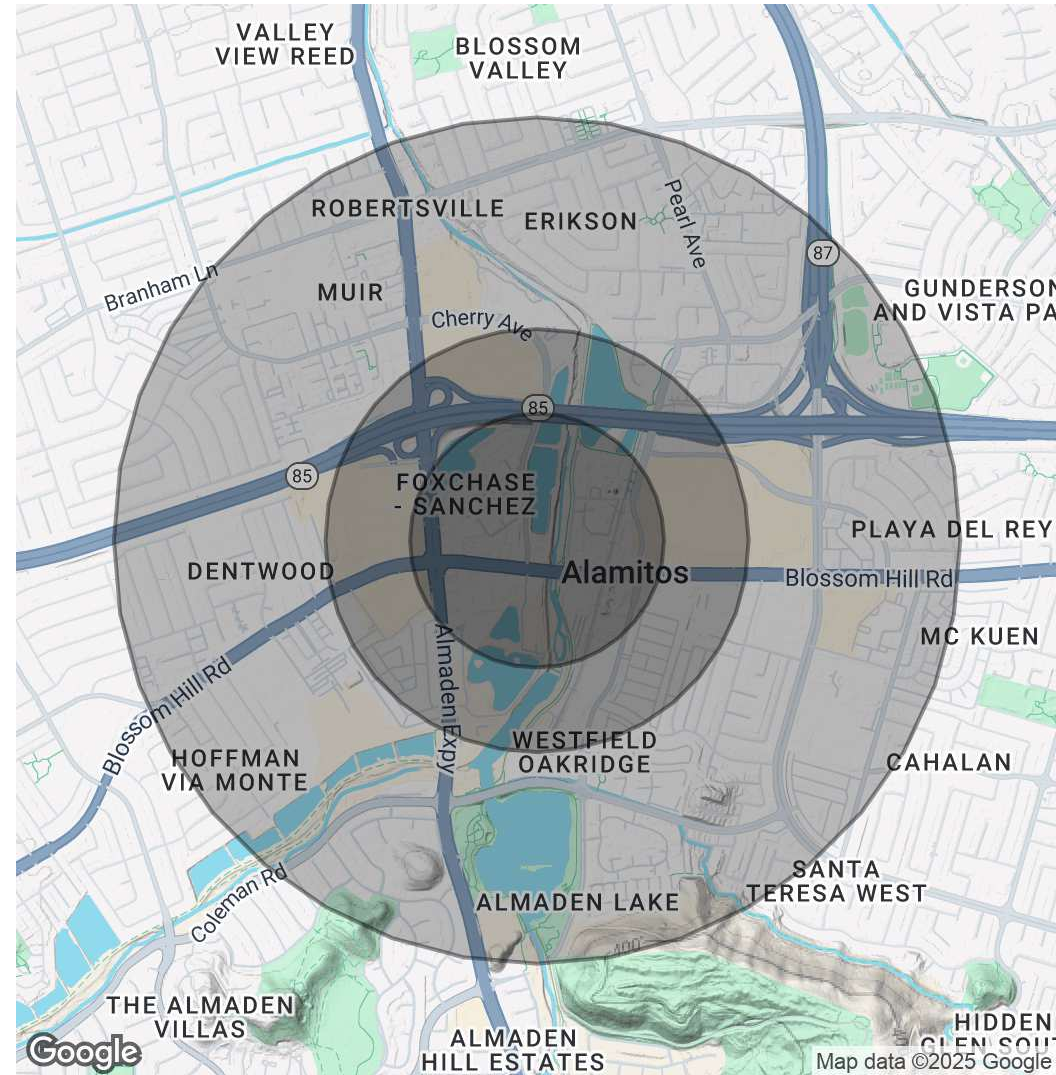 VALLEY
VIEW REED
BLOSSOM
VALLEY
ROBERTSVILLE
ERIKSON
Pearl Ave
87
Branham Ln
MUIR
GUNDERSON
AND VISTA PA
Cherry Ave
85
85
FOXCHASE
- SANCHEZ
PLAYA DEL REY
DENTWOOD
Alamitos
Blossom Hill Rd
MC KUEN
Almaden Expy
Blossom Hill Rd
WESTFIELD
OAKRIDGE
HOFFMAN
VIA MONTE
CAHALAN
SANTA
TERESA WEST
Coleman Rd
ALMADEN LAKE
400'
THE ALMADEN
VILLAS
ALMADEN
HILL ESTATES
HIDDEN
GLEN SOUT
Google
Map data ©2025 Google